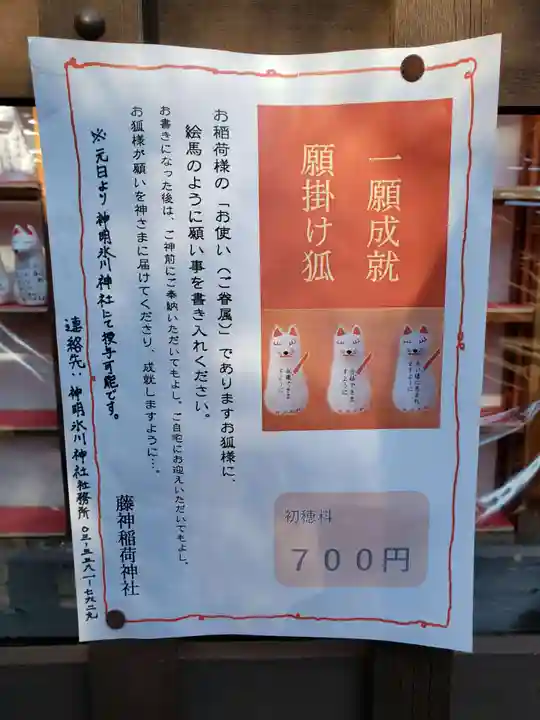 一願成就
願掛け狐
初穂料
７００円
お稲荷様の「お使い（ご眷属）」でありますお狐様に、
絵馬のように願い事を書き入れください。
お書きになった後は、ご神前にご奉納いただいてもよし、ご自宅にお迎えいただいてもよし、
お狐様が願いを神さまに届けてくださり、成就しますように…。
藤神稲荷神社
※元日より神明氷川神社にて授与可能です。
連絡先：神明氷川神社社務所